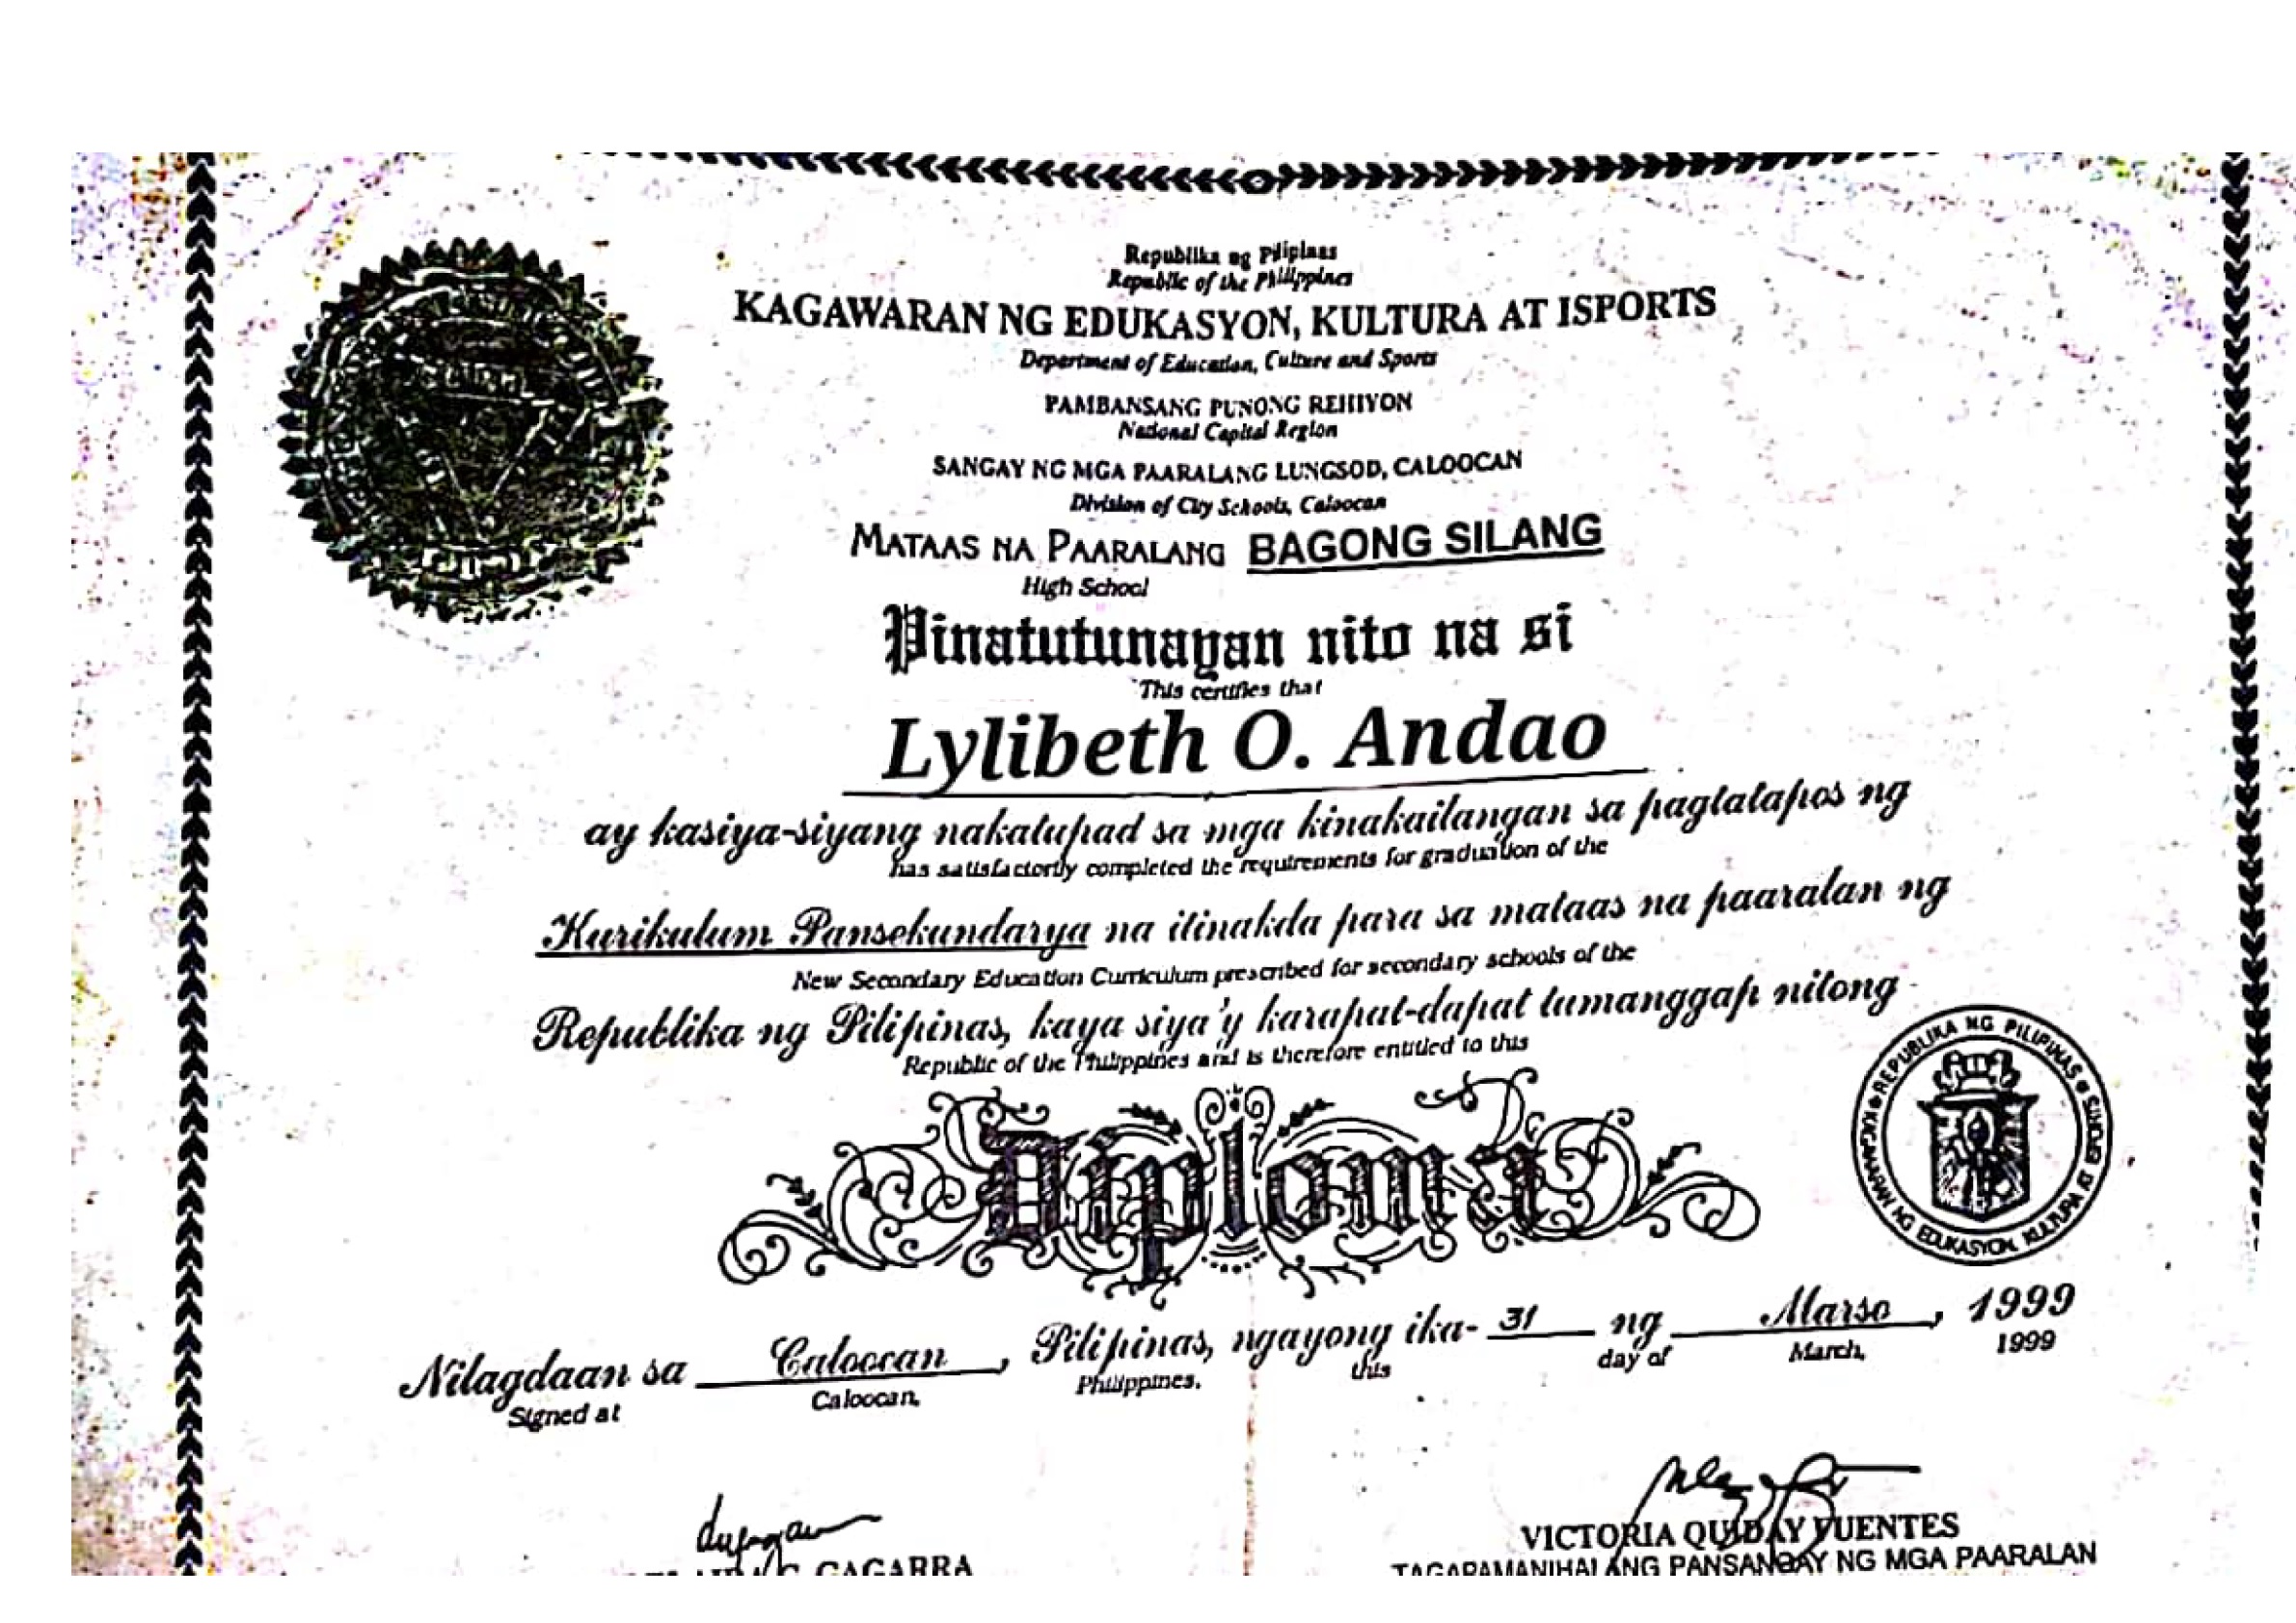 Republika ng Pilipinas
Republic of the Philippines
KAGAWARAN NG EDUKASYON, KULTURA AT ISPORTS
Department of Education, Culture and Sports
PAMBANSANG PUNONG REHIYON
National Capital Region
SANGAY NG MGA PAARALANG LUNGSOD, CALOOCAN
Division of City Schools, Caloocan
MATAAS NA PAARALANG BAGONG SILANG
High School
Pinatutunayan nito na si
This certifies that
Lylibeth O. Andao
ay kasiya-siyang nakatupad sa mga kinakailangan sa pagtatapos ng
has satisfactorily completed the requirements for graduation of the
Kurikulum Pansekundarya na itinakda para sa mataas na paaralan ng
New Secondary Education Curriculum prescribed for secondary schools of the
Republika ng Pilipinas, kaya siya'y karapat-dapat tumanggap nitong
Republic of the Philippines and is therefore entitled to this
Diploma
REPUBLIKA NG PILIPINAS
KAGAWARAN NG EDUKASYON, KULTURA AT ISPORTS
Nilagdaan sa Caloocan, Pilipinas, ngayong ika- 31 ng Marso, 1999
Signed at Caloocan, Philippines, this day of March, 1999
GAGARRA
VICTORIA QUIDAY FUENTES
TAGAPAMANIHALANG PANSANGAY NG MGA PAARALAN